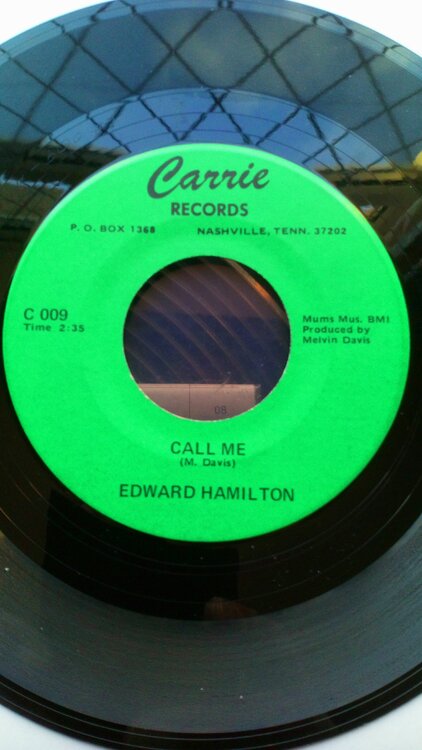 Carrie
RECORDS
P. O. BOX 1368 NASHVILLE, TENN. 37202
C 009
Time 2:35
Mums Mus. BMI
Produced by
Melvin Davis
08
CALL ME
(M. Davis)
EDWARD HAMILTON